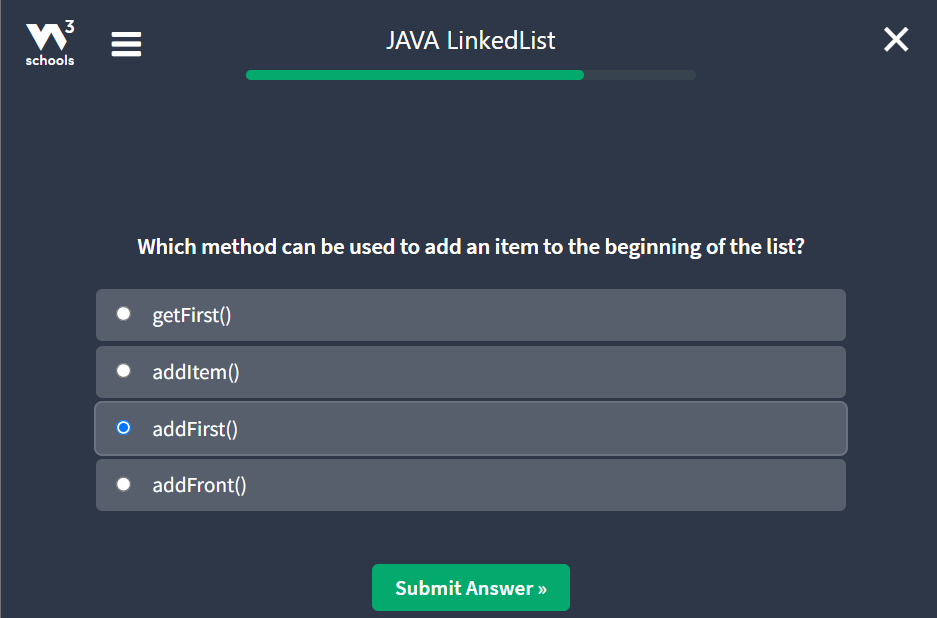 W3
schools
JAVA LinkedList
Which method can be used to add an item to the beginning of the list?
getFirst()
addItem()
addFirst()
addFront()
Submit Answer »